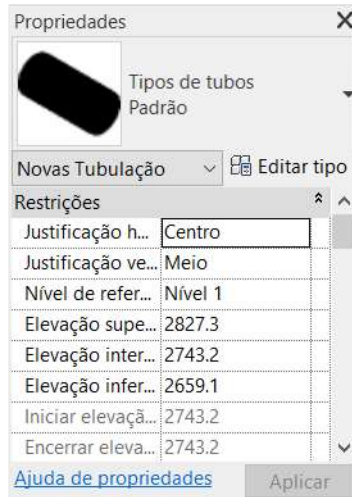 Propriedades
Tipos de tubos
Padrão
Novas Tubulação
Editar tipo
Restrições
Justificação h... Centro
Justificação ve... Meio
Nível de refer... Nível 1
Elevação supe... 2827.3
Elevação inter... 2743.2
Elevação infer... 2659.1
Iniciar elevaçã... 2743.2
Encerrar eleva... 2743.2
Ajuda de propriedades
Aplicar